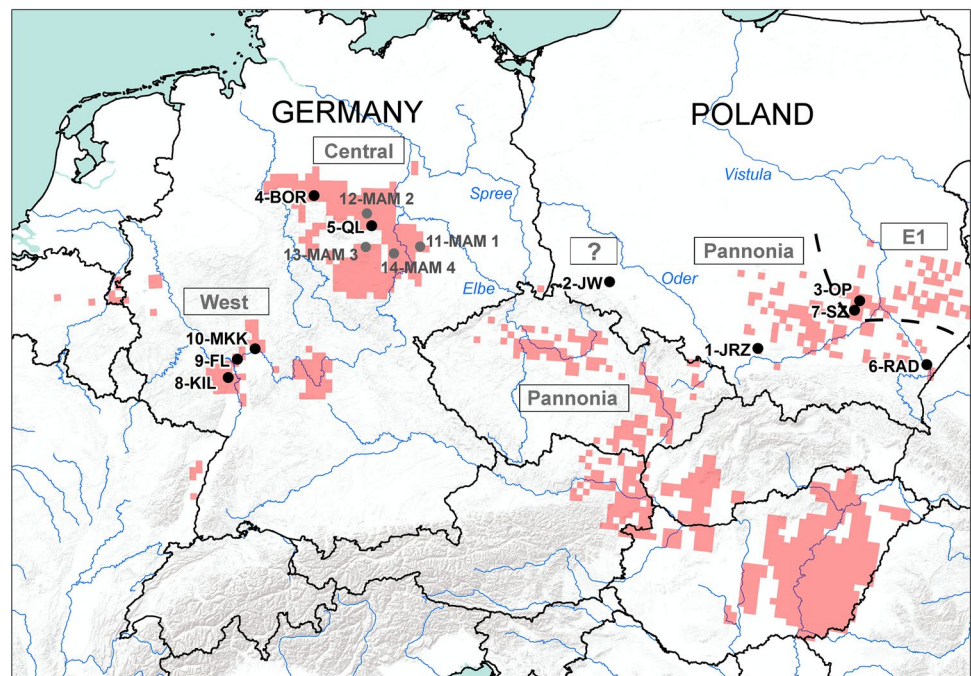 GERMANY
POLAND
Central
Vistula
Spree
4-BOR
12-MAM 2
5-QL
11-MAM 1
13-MAM 3
14-MAM 4
E1
Pannonia
?
Oder
2-JW
Elbe
3-OP
7-SZ
West
10-MKK
9-FL
8-KIL
1-JRZ
6-RAD
Pannonia